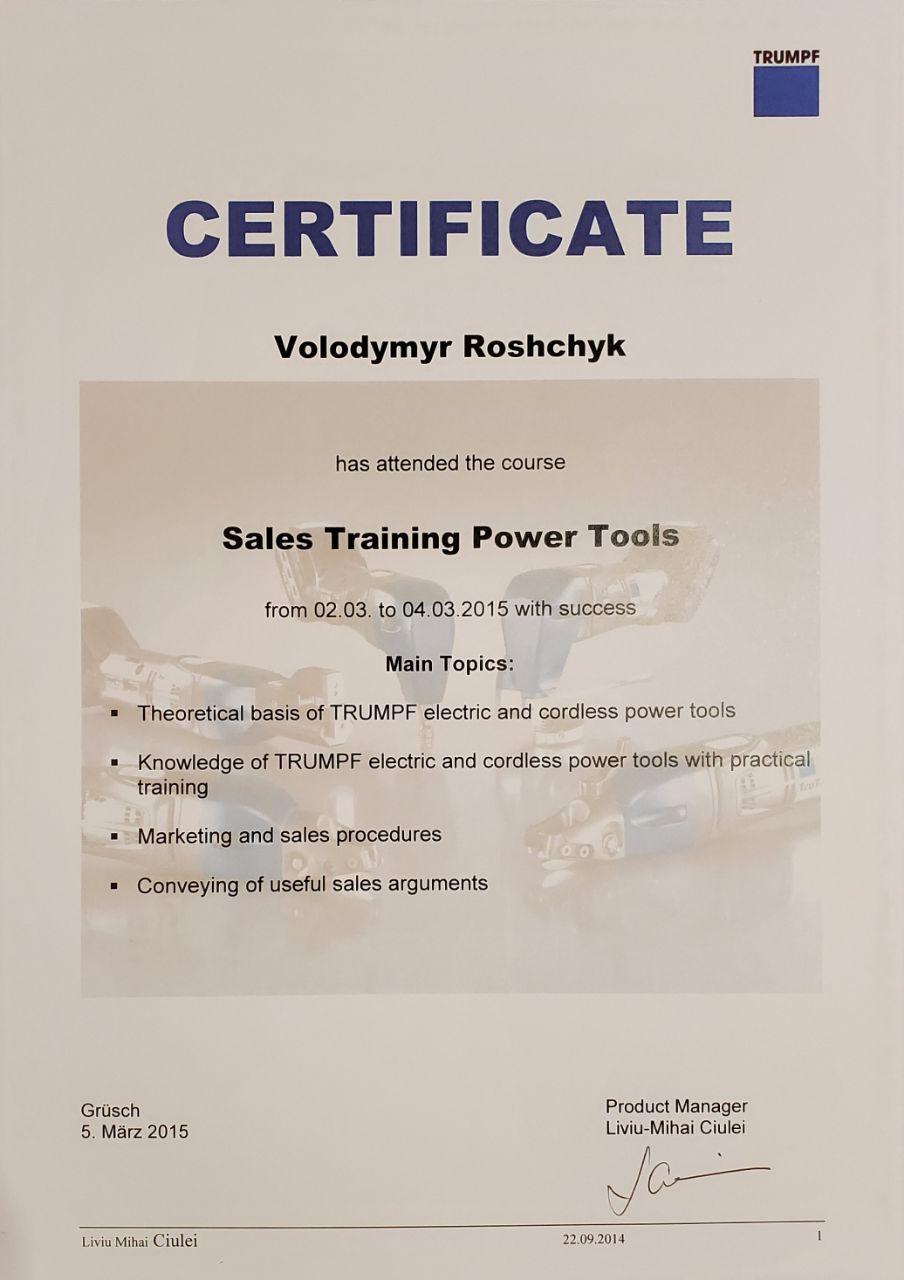 TRUMPF
CERTIFICATE
Volodymyr Roshchyk
has attended the course
Sales Training Power Tools
from 02.03. to 04.03.2015 with success
Main Topics:
▪ Theoretical basis of TRUMPF electric and cordless power tools
▪ Knowledge of TRUMPF electric and cordless power tools with practical
training
▪ Marketing and sales procedures
▪ Conveying of useful sales arguments
Grüsch
5. März 2015
Product Manager
Liviu-Mihai Ciulei
Liviu Mihai Ciulei 22.09.2014 1